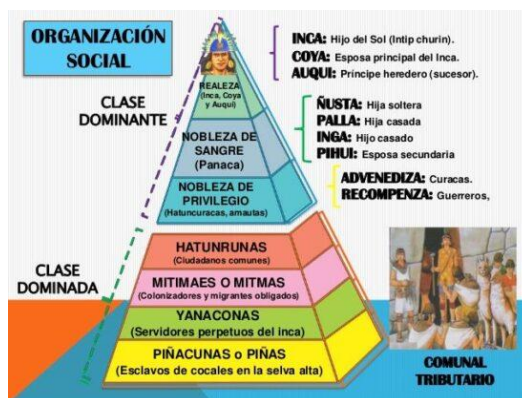 ORGANIZACIÓN
SOCIAL
INCA: Hijo del Sol (Intip churin).
COYA: Esposa principal del Inca.
AUQUI: Príncipe heredero (sucesor).
CLASE
DOMINANTE
REALEZA
(Inca, Coya
y Auqui)
ÑUSTA: Hija soltera
PALLA: Hija casada
INGA: Hijo casado
PIHUI: Esposa secundaria
NOBLEZA DE
SANGRE
(Panaca)
ADVENEDIZA: Curacas.
RECOMPENZA: Guerreros,
NOBLEZA DE
PRIVILEGIO
(Hatuncuracas, amautas)
CLASE
DOMINADA
HATUNRUNAS
(Ciudadanos comunes)
MITIMAES O MITMAS
(Colonizadores y migrantes obligados)
YANACONAS
(Servidores perpetuos del inca)
PIÑACUNAS o PIÑAS
(Esclavos de cocales en la selva alta)
COMUNAL
TRIBUTARIO